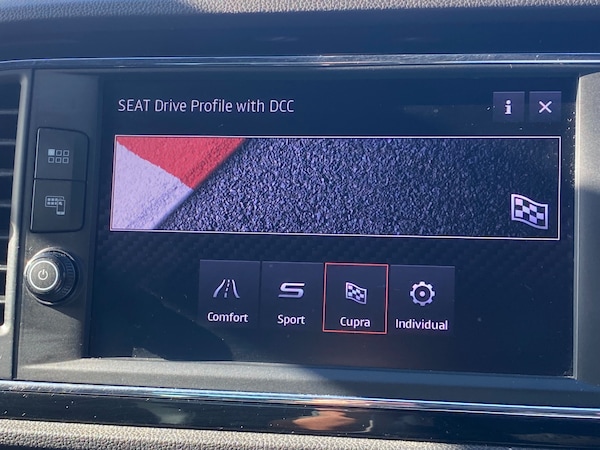 SEAT Drive Profile with DCC
i
Comfort
Sport
Cupra
Individual